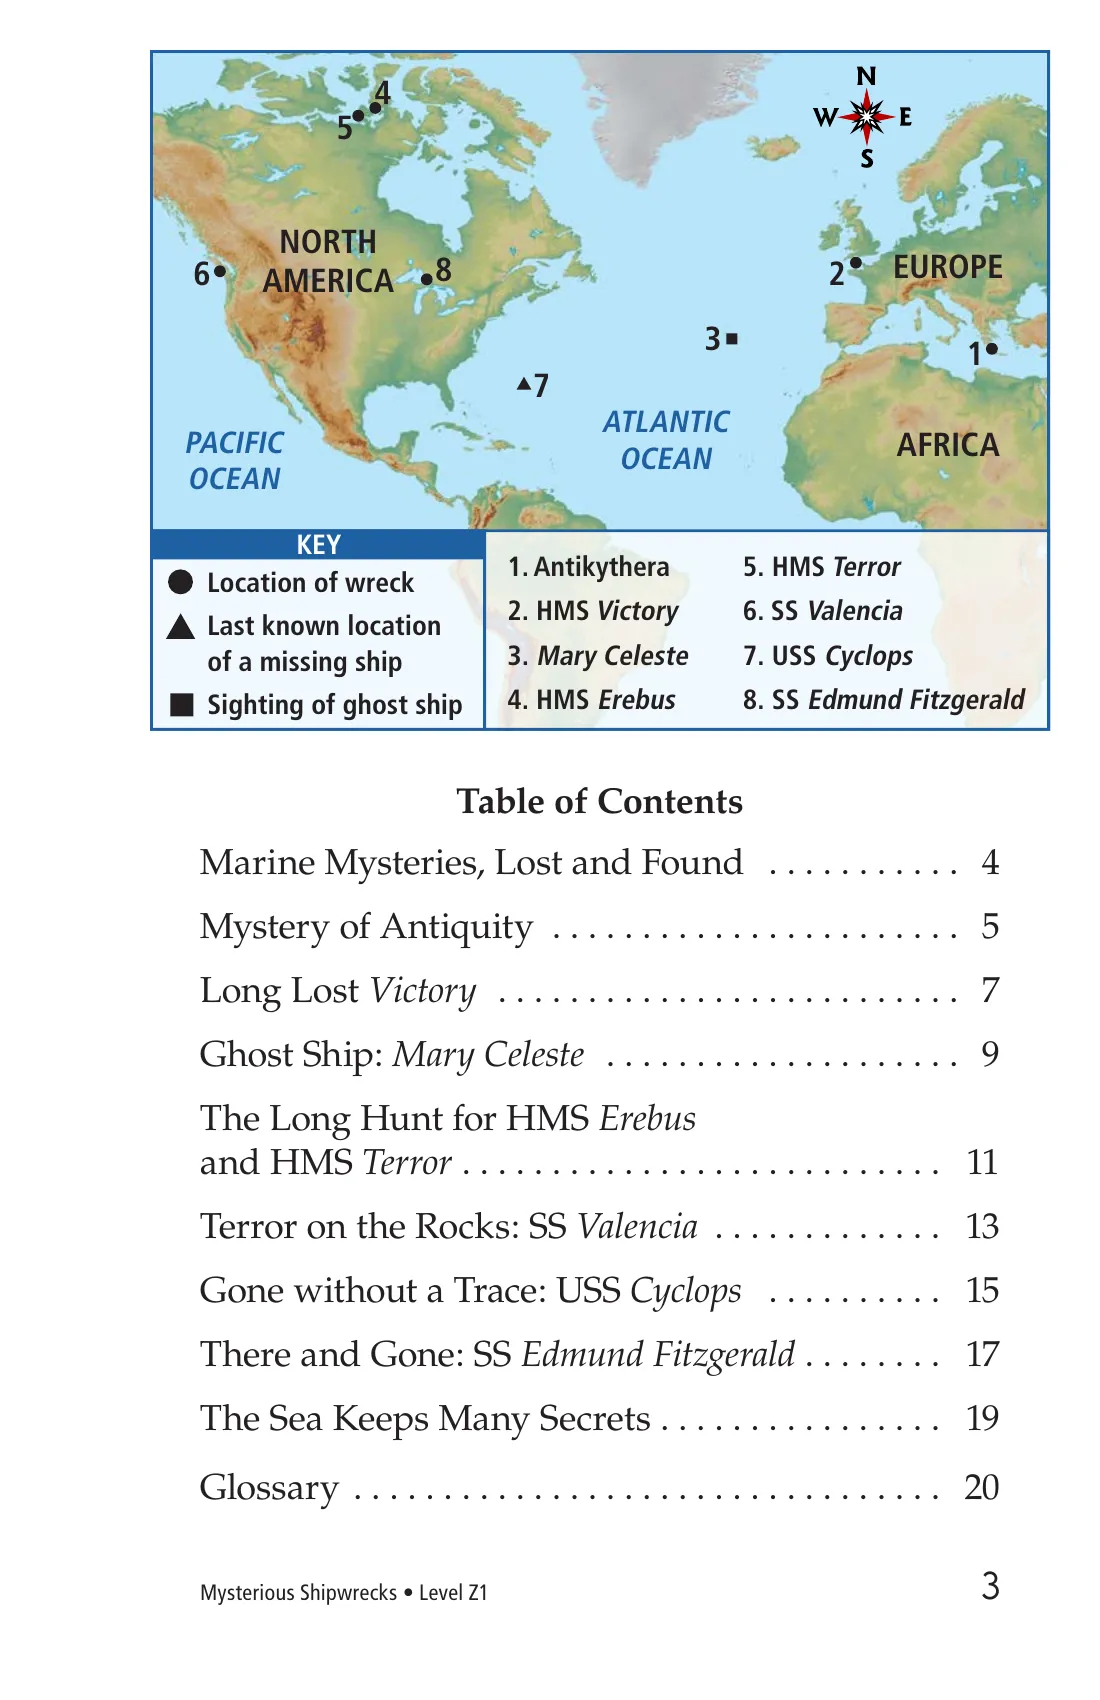 N
W E
S
4
5
NORTH
AMERICA
6
8
2
EUROPE
3
1
7
ATLANTIC
OCEAN
PACIFIC
OCEAN
AFRICA
KEY
Location of wreck
Last known location
of a missing ship
Sighting of ghost ship
1. Antikythera
2. HMS Victory
3. Mary Celeste
4. HMS Erebus
5. HMS Terror
6. SS Valencia
7. USS Cyclops
8. SS Edmund Fitzgerald
Table of Contents
Marine Mysteries, Lost and Found . . . . . . . . . . . 4
Mystery of Antiquity . . . . . . . . . . . . . . . . . . . . . . . 5
Long Lost Victory . . . . . . . . . . . . . . . . . . . . . . . . . . 7
Ghost Ship: Mary Celeste . . . . . . . . . . . . . . . . . . . . 9
The Long Hunt for HMS Erebus
and HMS Terror . . . . . . . . . . . . . . . . . . . . . . . . . . . 11
Terror on the Rocks: SS Valencia . . . . . . . . . . . . . 13
Gone without a Trace: USS Cyclops . . . . . . . . . . 15
There and Gone: SS Edmund Fitzgerald . . . . . . . . 17
The Sea Keeps Many Secrets . . . . . . . . . . . . . . . . 19
Glossary . . . . . . . . . . . . . . . . . . . . . . . . . . . . . . . . . 20
Mysterious Shipwrecks • Level Z1 3